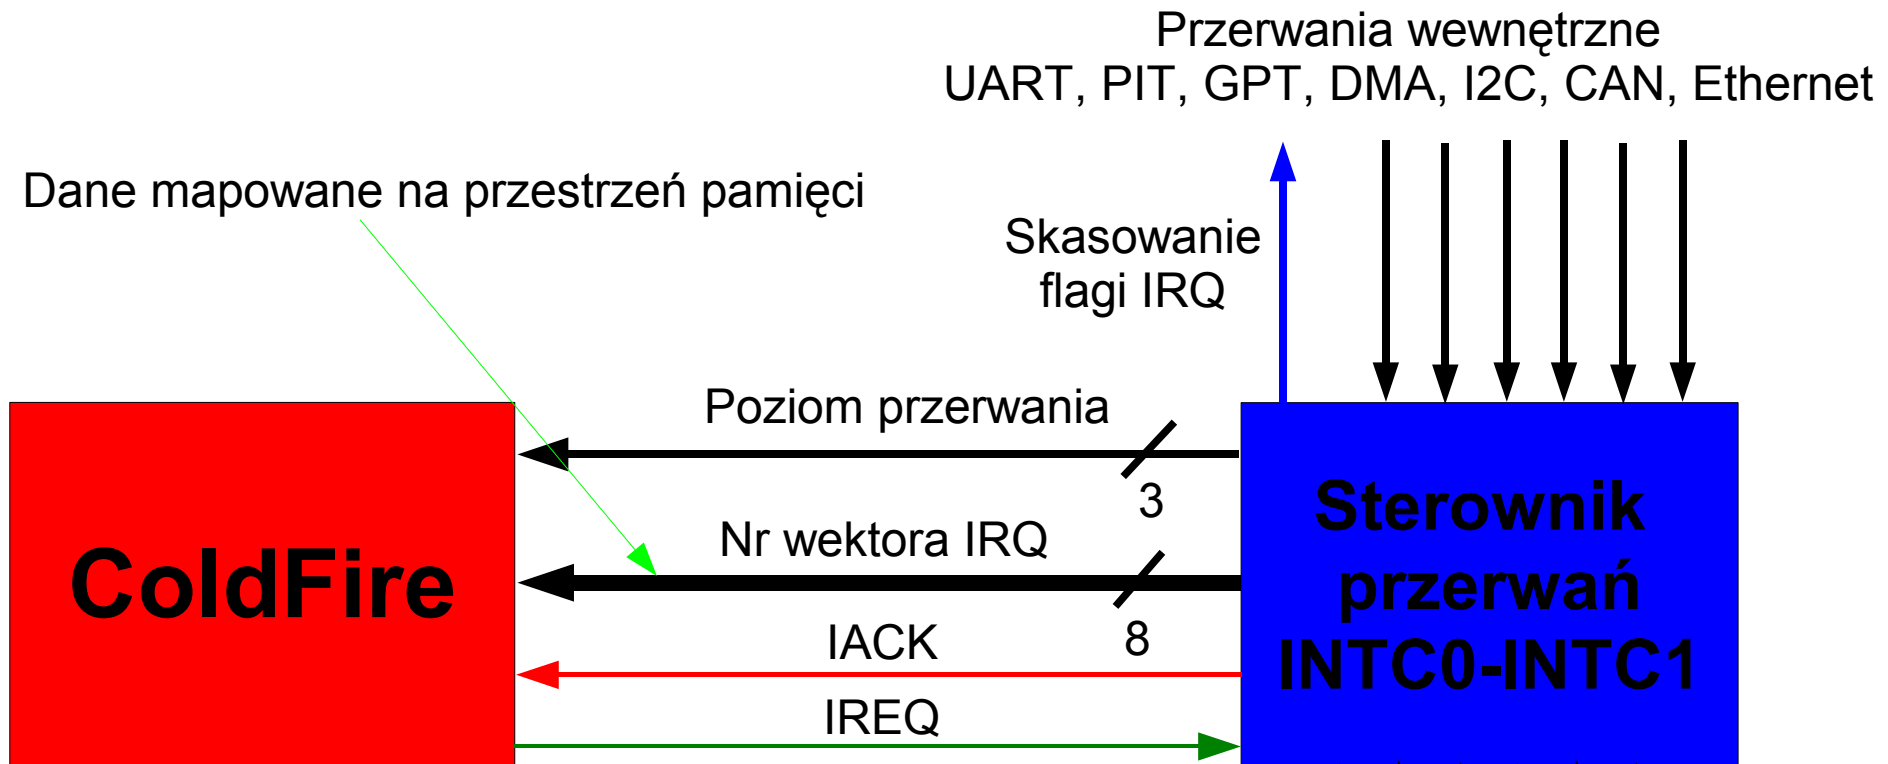 Przerwania wewnętrzne
UART, PIT, GPT, DMA, I2C, CAN, Ethernet
Dane mapowane na przestrzeń pamięci
Skasowanie
flagi IRQ
Poziom przerwania
3
Nr wektora IRQ
8
IACK
IREQ
ColdFire
Sterownik
przerwań
INTC0-INTC1